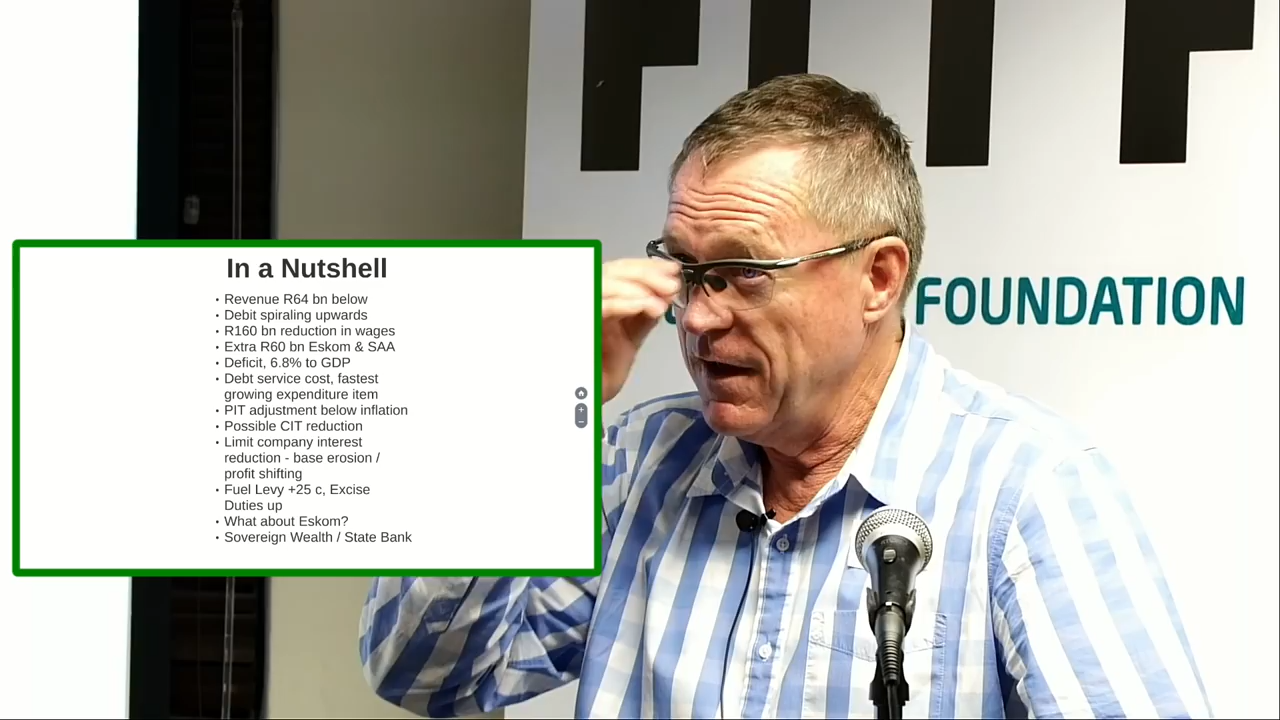 In a Nutshell
• Revenue R64 bn below
• Debit spiraling upwards
• R160 bn reduction in wages
• Extra R60 bn Eskom & SAA
• Deficit, 6.8% to GDP
• Debt service cost, fastest
growing expenditure item
• PIT adjustment below inflation
• Possible CIT reduction
• Limit company interest
reduction - base erosion /
profit shifting
• Fuel Levy +25 c, Excise
Duties up
• What about Eskom?
• Sovereign Wealth / State Bank
FOUNDATION